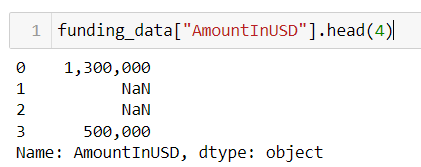 1 funding_data["AmountInUSD"].head(4)
0 1,300,000
1 NaN
2 NaN
3 500,000
Name: AmountInUSD, dtype: object